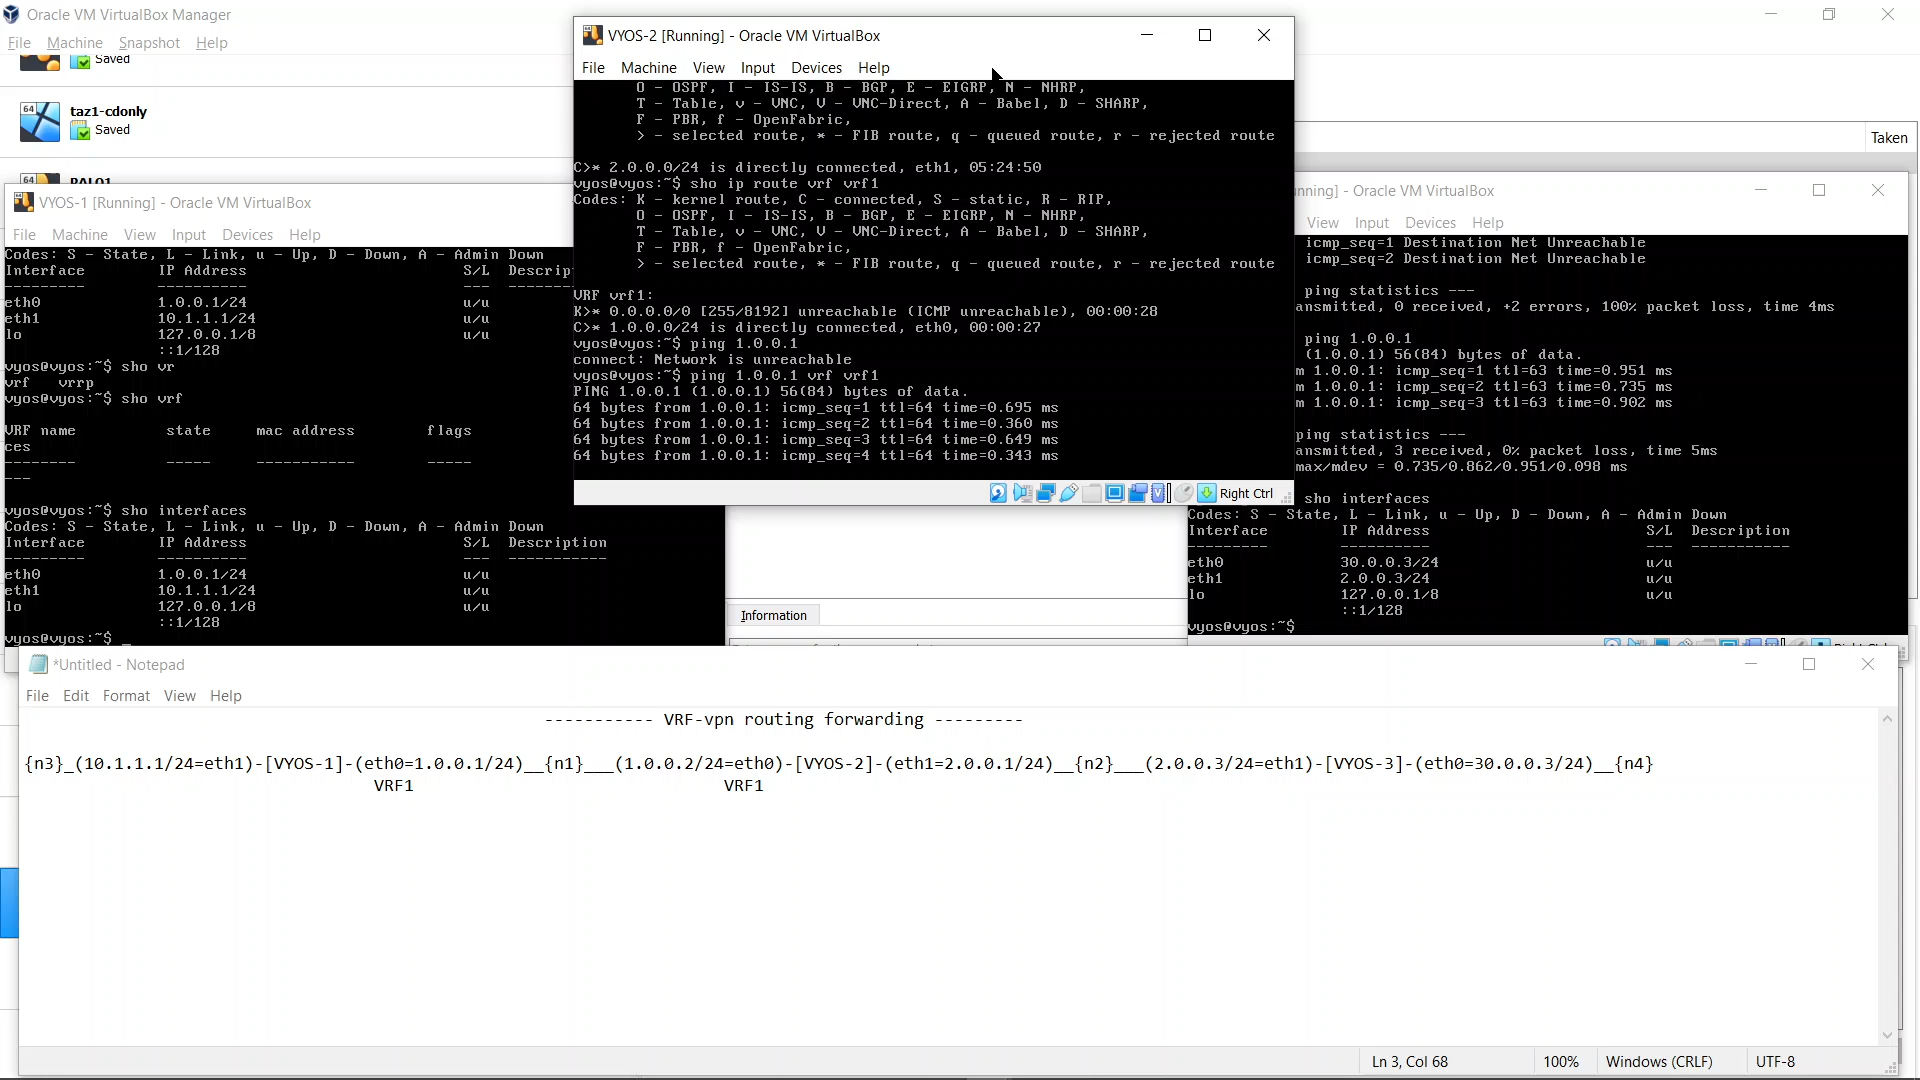 Oracle VM VirtualBox Manager
File Machine Snapshot Help
Saved
64 taz1-cdonly
Saved
64
Taken
VYOS-2 [Running] - Oracle VM VirtualBox
File Machine View Input Devices Help
O - OSPF, I - IS-IS, B - BGP, E - EIGRP, N - NHRP,
T - Table, v - VNC, V - VNC-Direct, A - Babel, D - SHARP,
F - PBR, f - OpenFabric,
> - selected route, * - FIB route, q - queued route, r - rejected route
C>* 2.0.0.0/24 is directly connected, eth1, 05:24:50
vyos@vyos:~$ sho ip route vrf vrf1
Codes: K - kernel route, C - connected, S - static, R - RIP,
O - OSPF, I - IS-IS, B - BGP, E - EIGRP, N - NHRP,
T - Table, v - VNC, V - VNC-Direct, A - Babel, D - SHARP,
F - PBR, f - OpenFabric,
> - selected route, * - FIB route, q - queued route, r - rejected route
VRF vrf1:
K>* 0.0.0.0/0 [255/8192] unreachable (ICMP unreachable), 00:00:28
C>* 1.0.0.0/24 is directly connected, eth0, 00:00:27
vyos@vyos:~$ ping 1.0.0.1
connect: Network is unreachable
vyos@vyos:~$ ping 1.0.0.1 vrf vrf1
PING 1.0.0.1 (1.0.0.1) 56(84) bytes of data.
64 bytes from 1.0.0.1: icmp_seq=1 ttl=64 time=0.695 ms
64 bytes from 1.0.0.1: icmp_seq=2 ttl=64 time=0.360 ms
64 bytes from 1.0.0.1: icmp_seq=3 ttl=64 time=0.649 ms
64 bytes from 1.0.0.1: icmp_seq=4 ttl=64 time=0.343 ms
Right Ctrl
VYOS-1 [Running] - Oracle VM VirtualBox
File Machine View Input Devices Help
Codes: S - State, L - Link, u - Up, D - Down, A - Admin Down
Interface IP Address S/L Descrip
--------- ---------- --- -------
eth0 1.0.0.1/24 u/u
eth1 10.1.1.1/24 u/u
lo 127.0.0.1/8 u/u
::1/128
vyos@vyos:~$ sho vr
vrf vrrp
vyos@vyos:~$ sho vrf
VRF name state mac address flags
ces
-------- ----- ----------- -----
---
vyos@vyos:~$ sho interfaces
Codes: S - State, L - Link, u - Up, D - Down, A - Admin Down
Interface IP Address S/L Description
--------- ---------- --- -----------
eth0 1.0.0.1/24 u/u
eth1 10.1.1.1/24 u/u
lo 127.0.0.1/8 u/u
::1/128
vyos@vyos:~$ _
nning] - Oracle VM VirtualBox
View Input Devices Help
icmp_seq=1 Destination Net Unreachable
icmp_seq=2 Destination Net Unreachable
ping statistics ---
ansmitted, 0 received, +2 errors, 100% packet loss, time 4ms
ping 1.0.0.1
(1.0.0.1) 56(84) bytes of data.
m 1.0.0.1: icmp_seq=1 ttl=63 time=0.951 ms
m 1.0.0.1: icmp_seq=2 ttl=63 time=0.735 ms
m 1.0.0.1: icmp_seq=3 ttl=63 time=0.902 ms
ping statistics ---
ansmitted, 3 received, 0% packet loss, time 5ms
max/mdev = 0.735/0.862/0.951/0.098 ms
sho interfaces
Codes: S - State, L - Link, u - Up, D - Down, A - Admin Down
Interface IP Address S/L Description
--------- ---------- --- -----------
eth0 30.0.0.3/24 u/u
eth1 2.0.0.3/24 u/u
lo 127.0.0.1/8 u/u
::1/128
vyos@vyos:~$
Information
*Untitled - Notepad
File Edit Format View Help
----------- VRF-vpn routing forwarding ---------
{n3}_(10.1.1.1/24=eth1)-[VYOS-1]-(eth0=1.0.0.1/24)__{n1}___(1.0.0.2/24=eth0)-[VYOS-2]-(eth1=2.0.0.1/24)__{n2}___(2.0.0.3/24=eth1)-[VYOS-3]-(eth0=30.0.0.3/24)__{n4}
VRF1 VRF1
Ln 3, Col 68 100% Windows (CRLF) UTF-8